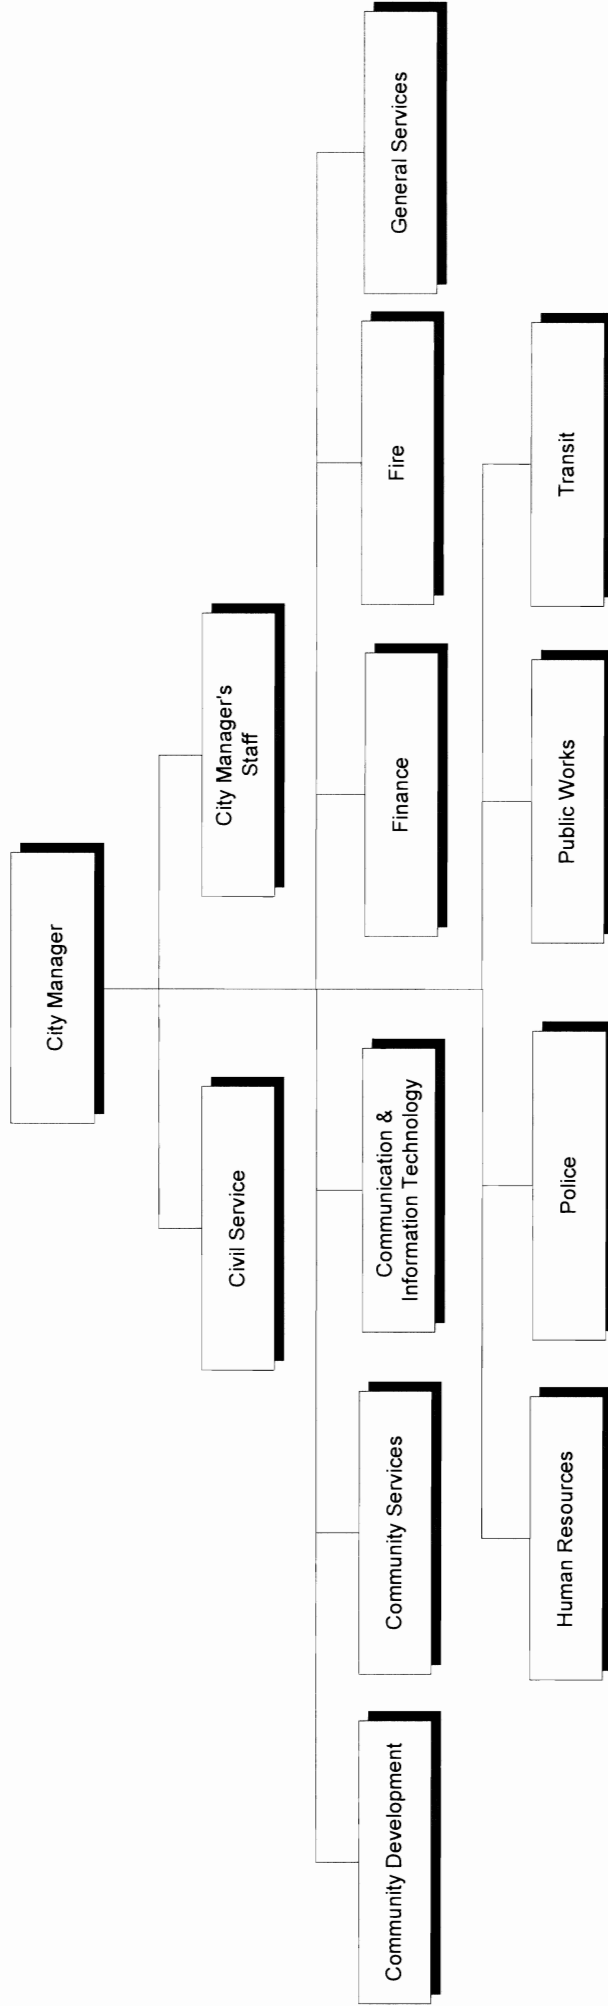 City Manager
Civil Service
City Manager's
Staff
Community Development
Community Services
Communication &
Information Technology
Finance
Fire
General Services
Human Resources
Police
Public Works
Transit